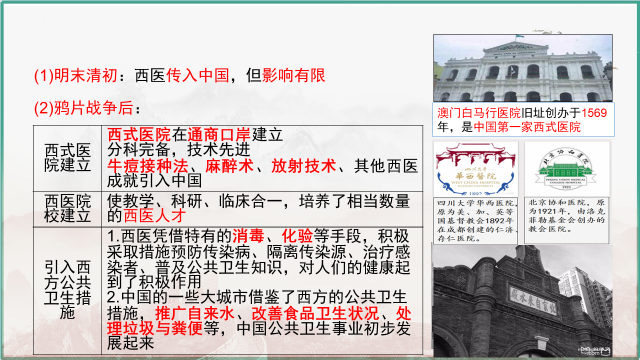 (1)明末清初：西医传入中国，但影响有限
(2)鸦片战争后：
西式医
院建立
西式医院在通商口岸建立
分科完备，技术先进
牛痘接种法、麻醉术、放射技术、其他西医
成就引入中国
西医院
校建立
使教学、科研、临床合一，培养了相当数量
的西医人才
引入西
方公共
卫生措
施
1.西医凭借特有的消毒、化验等手段，积极
采取措施预防传染病、隔离传染源、治疗感
染者、普及公共卫生知识，对人们的健康起
到了积极作用
2.中国的一些大城市借鉴了西方的公共卫生
措施，推广自来水、改善食品卫生状况、处
理垃圾与粪便等，中国公共卫生事业初步发
展起来
澳门白马行医院旧址创办于1569
年，是中国第一家西式医院
華西醫院
WEST CHINA HOSPITAL
四川大学华西医院，
原为美、加、英等
国基督教会1892年
在成都创建的仁济、
存仁医院。
北京协和医院，原
为1921年，由洛克
菲勒基金会创办的
教会医院。